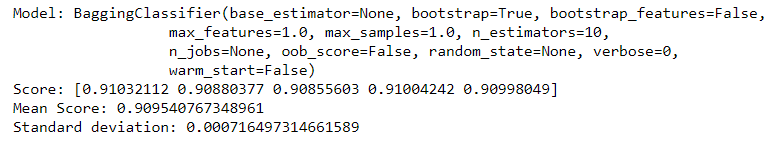 Model: BaggingClassifier(base_estimator=None, bootstrap=True, bootstrap_features=False,
max_features=1.0, max_samples=1.0, n_estimators=10,
n_jobs=None, oob_score=False, random_state=None, verbose=0,
warm_start=False)
Score: [0.91032112 0.90880377 0.90855603 0.91004242 0.90998049]
Mean Score: 0.909540767348961
Standard deviation: 0.000716497314661589